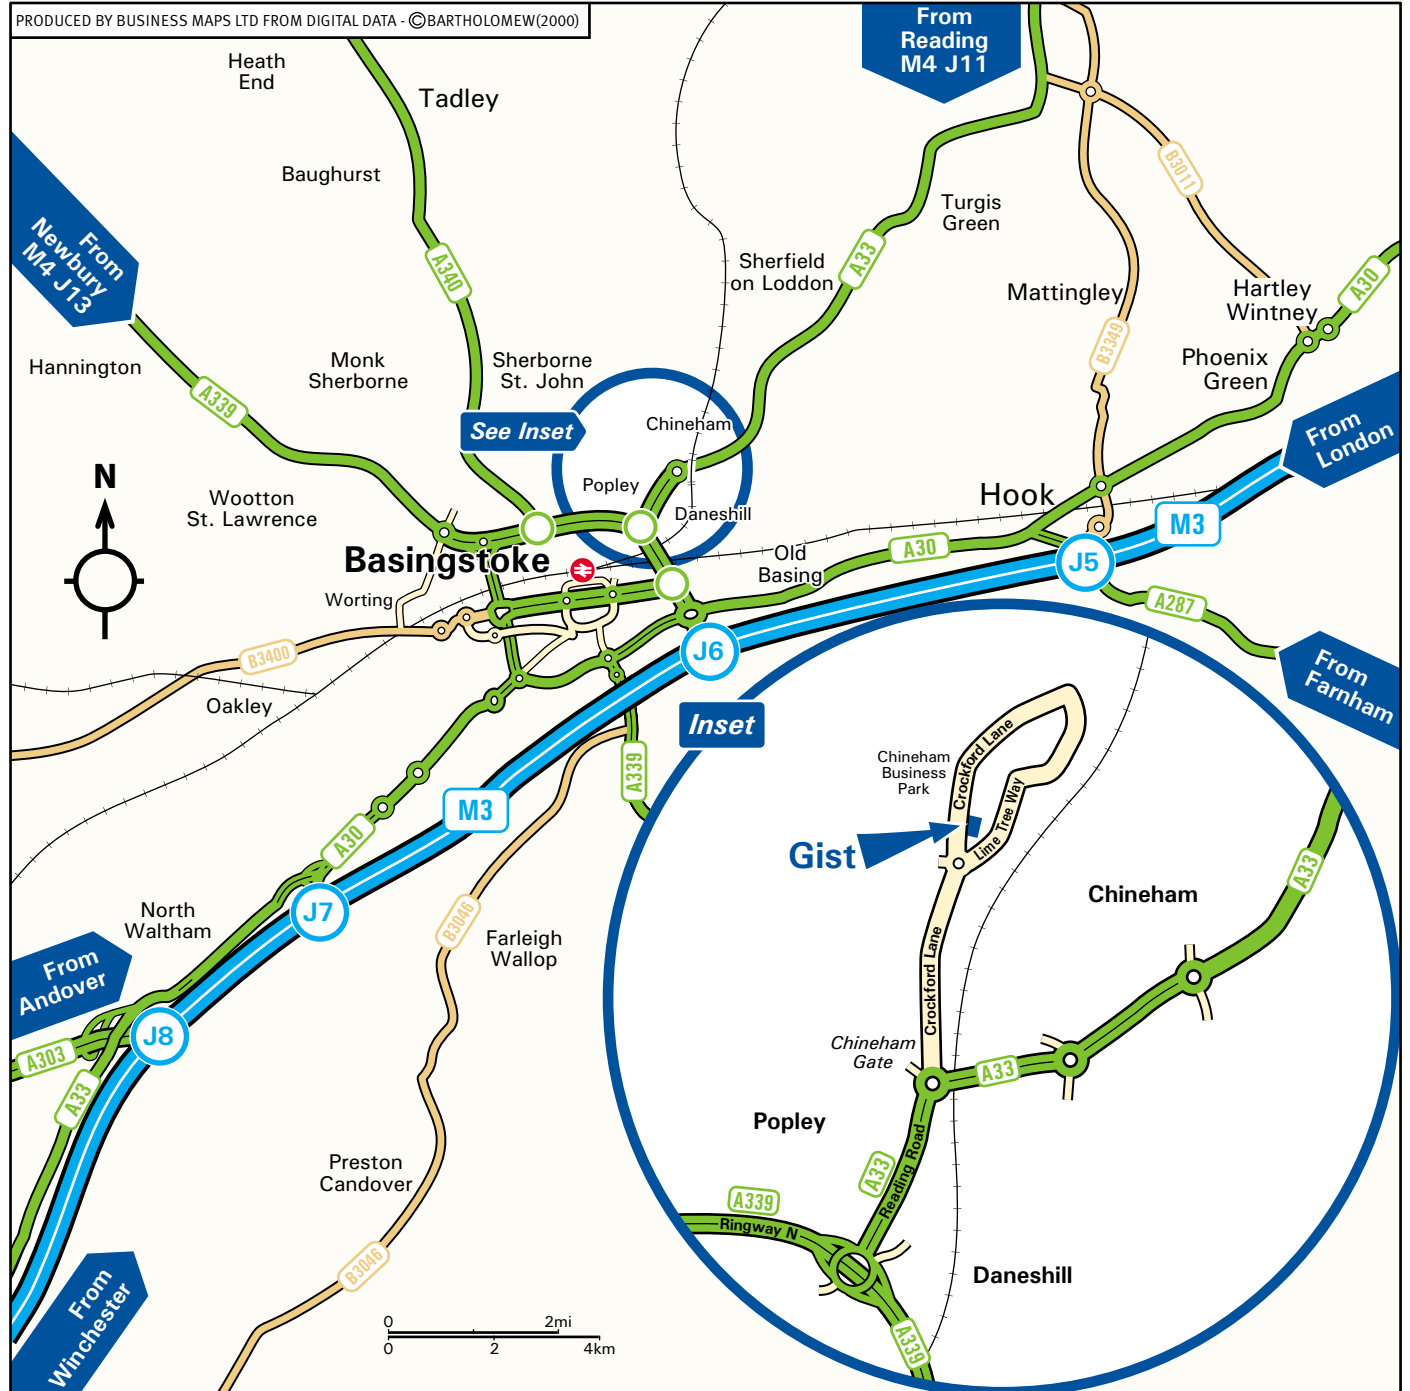 PRODUCED BY BUSINESS MAPS LTD FROM DIGITAL DATA - ©BARTHOLOMEW(2000)
From
Reading
M4 J11
Heath
End
Tadley
Baughurst
B3011
Turgis
Green
From
Newbury
M4 J13
A340
A33
Sherfield
on Loddon
Mattingley
Hartley
Wintney
A30
Hannington
A339
Monk
Sherborne
Sherborne
St. John
B3349
Phoenix
Green
See Inset
Chineham
From
London
N
Popley
Wootton
St. Lawrence
Daneshill
Hook
M3
Basingstoke
Old
Basing
A30
J5
Worting
A287
B3400
J6
From
Farnham
Oakley
Inset
A339
M3
A30
Chineham
Business
Park
Crockford Lane
Lime Tree Way
Gist
J7
North
Waltham
B3046
Farleigh
Wallop
Chineham
A33
From
Andover
Crockford Lane
J8
A303
A33
Chineham
Gate
A33
Popley
Reading Road
A33
Preston
Candover
A339
Ringway N
B3046
Daneshill
A339
From
Winchester
0 2mi
0 2 4km